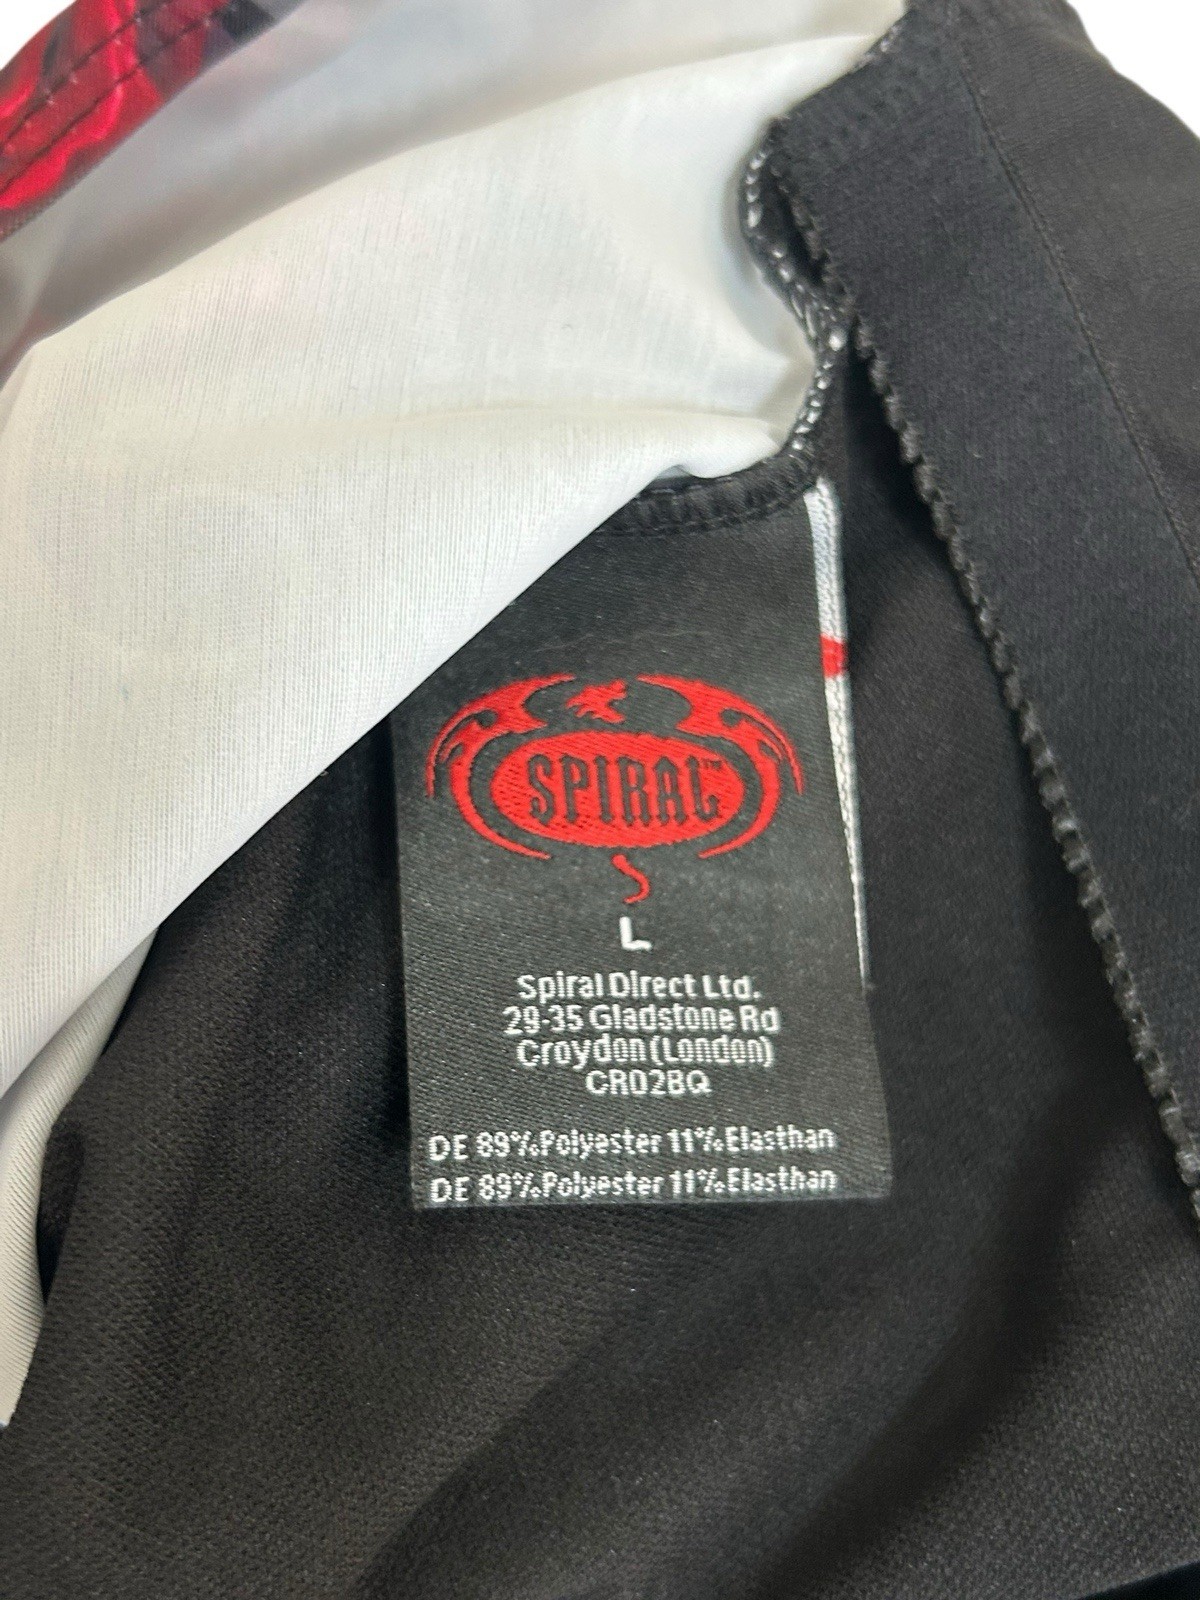 SPIRAL™
L
Spiral Direct Ltd.
29-35 Gladstone Rd
Croydon (London)
CR02BQ
DE 89% Polyester 11% Elasthan
DE 89% Polyester 11% Elasthan